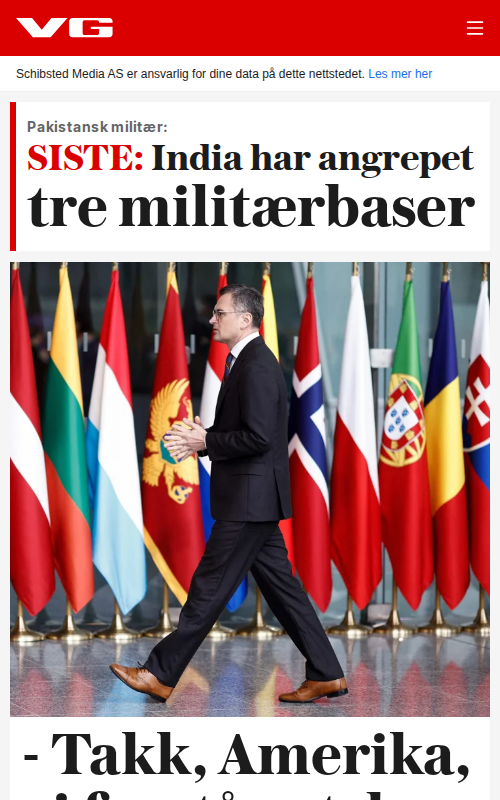 VG
Schibsted Media AS er ansvarlig for dine data på dette nettstedet. Les mer her
Pakistansk militær:
SISTE: India har angrepet
tre militærbaser
- Takk, Amerika,